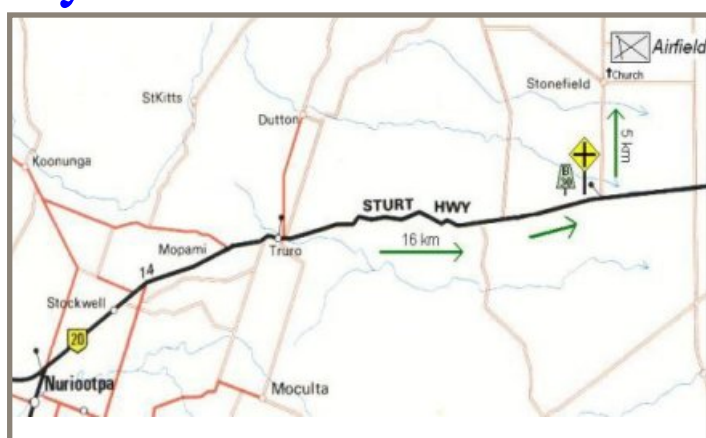 Airfield
Church
Stonefield
StKitts
Dutton
5 km
Koonunga
STURT HWY
16 km
Mopami
Truro
14
Stockwell
20
Nuriootpa
Moculta